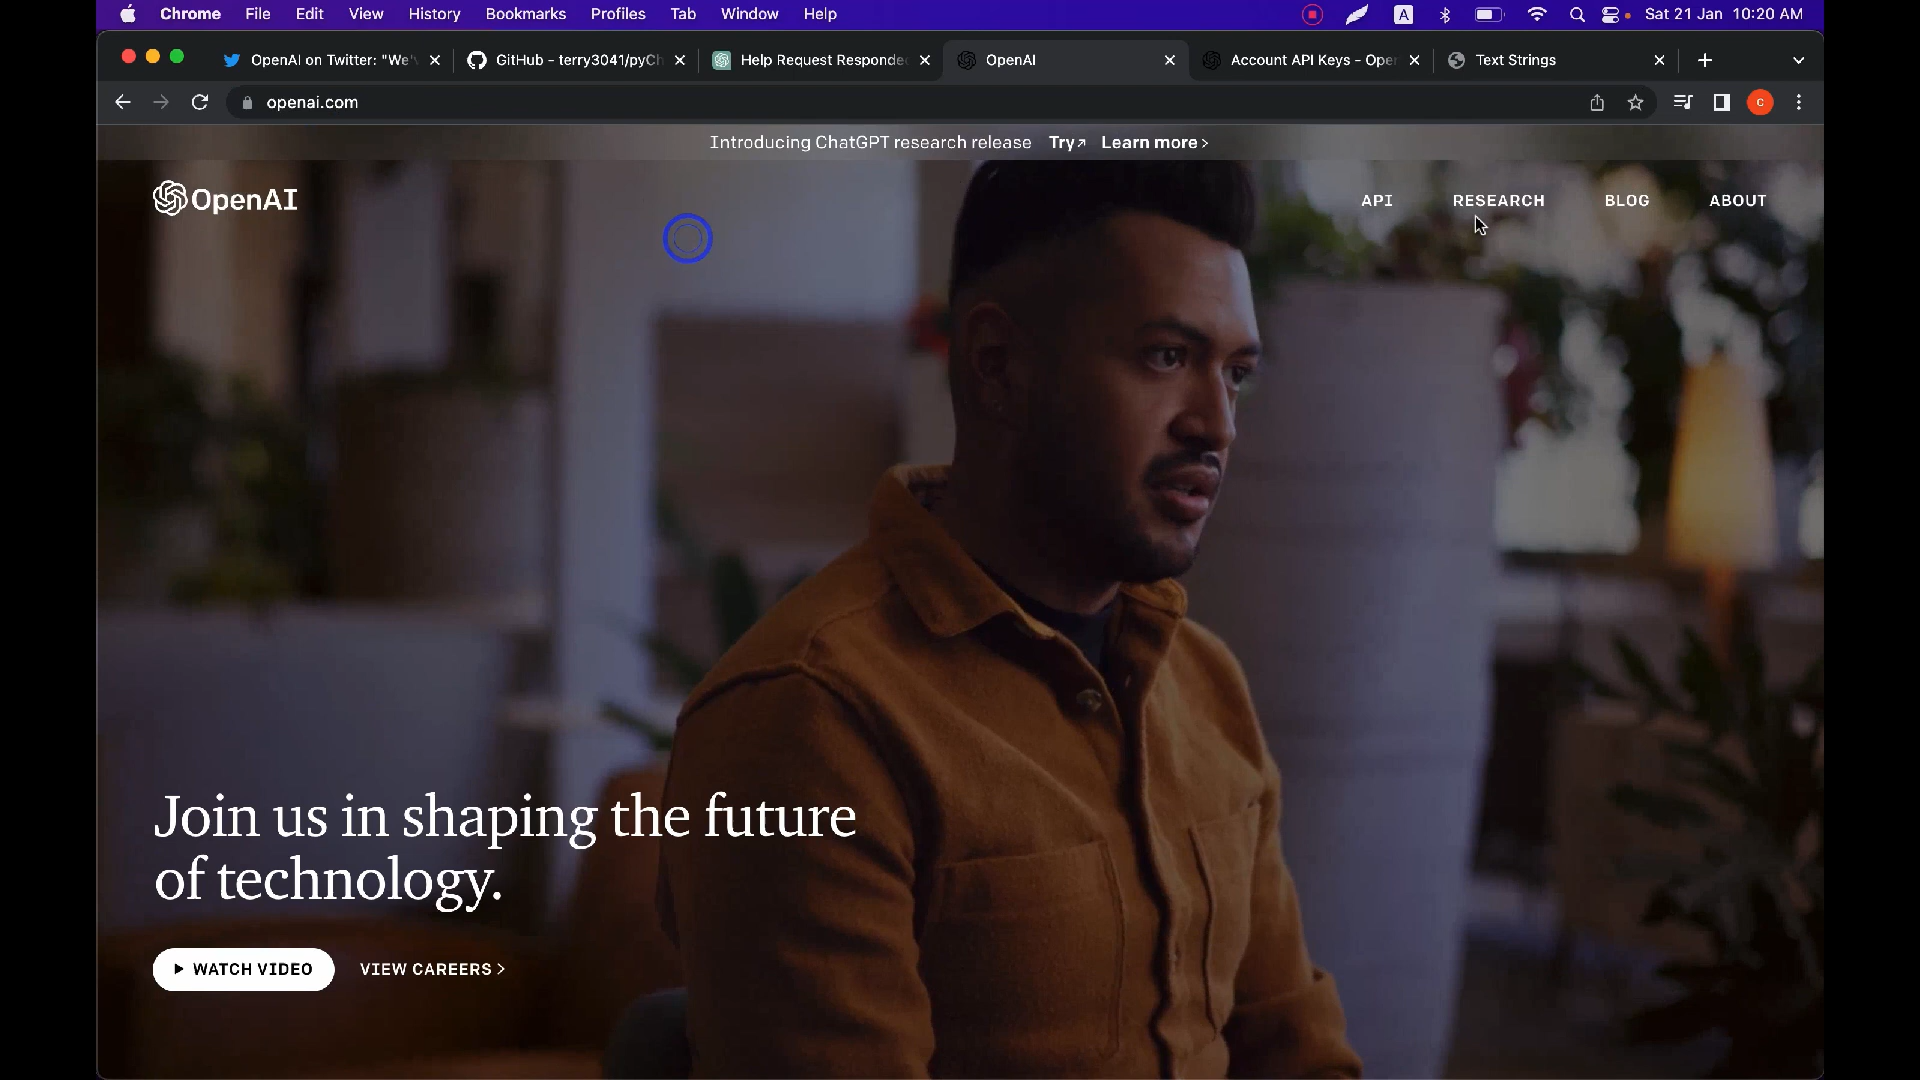 Chrome File Edit View History Bookmarks Profiles Tab Window Help A Sat 21 Jan 10:20 AM
OpenAI on Twitter: "We'v GitHub - terry3041/pyCh Help Request Responded OpenAI Account API Keys - Open Text Strings
openai.com C
Introducing ChatGPT research release Try Learn more
OpenAI API RESEARCH BLOG ABOUT
Join us in shaping the future
of technology.
WATCH VIDEO VIEW CAREERS